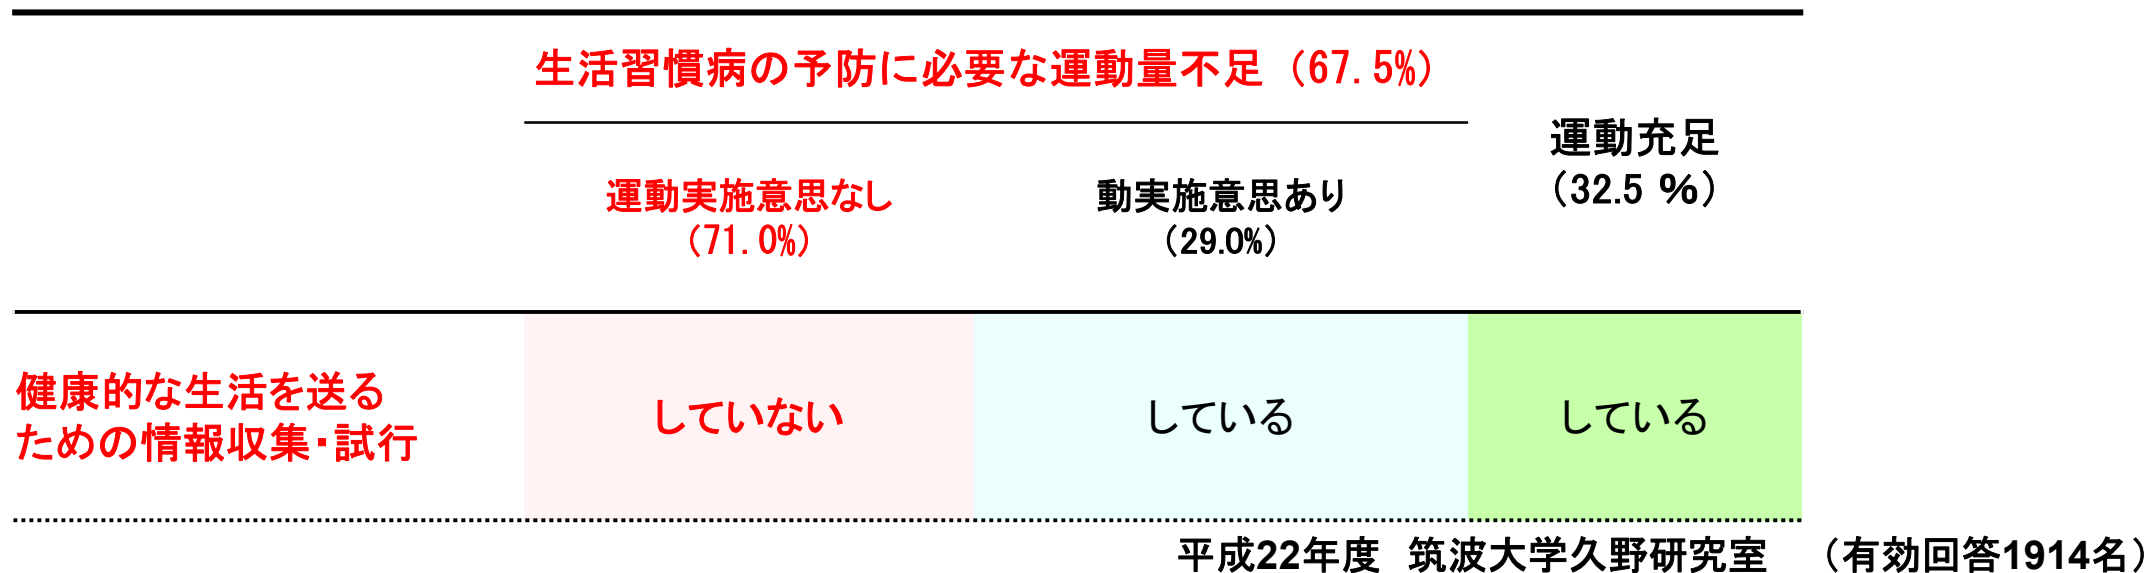 生活習慣病の予防に必要な運動量不足（67.5%）
運動充足
（32.5 %）
運動実施意思なし
（71.0%）
動実施意思あり
（29.0%）
健康的な生活を送る
ための情報収集・試行
していない
している
している
平成22年度　筑波大学久野研究室　（有効回答1914名）